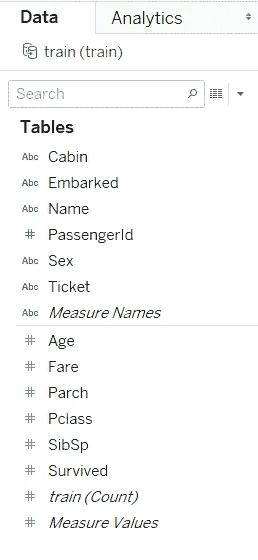 Data Analytics
train (train)
Search
Tables
Abc Cabin
Abc Embarked
Abc Name
# PassengerId
Abc Sex
Abc Ticket
Abc Measure Names
# Age
# Fare
# Parch
# Pclass
# SibSp
# Survived
# train (Count)
# Measure Values